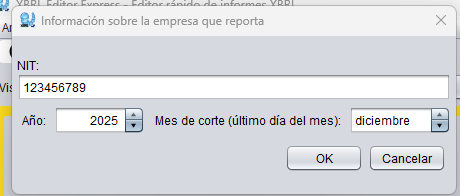 XBRL Editor Express - Editor rápido de informes XBRL
Información sobre la empresa que reporta
NIT:
123456789
Año: 2025 Mes de corte (último día del mes): diciembre
OK Cancelar